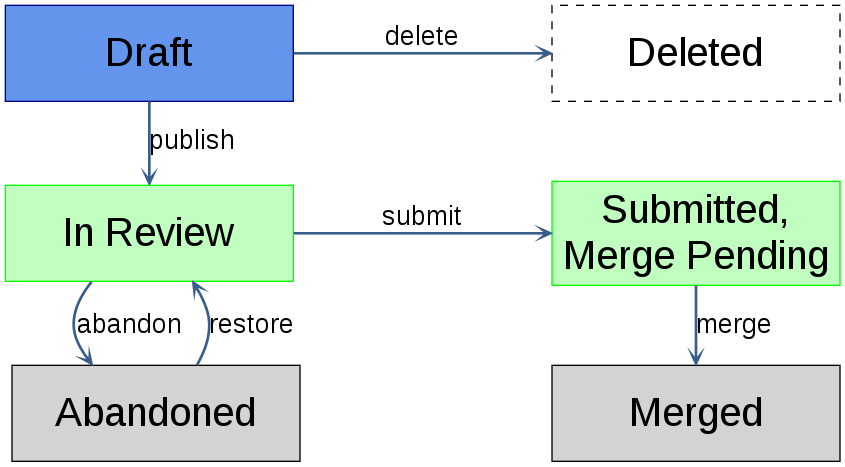 Draft
delete
Deleted
publish
In Review
submit
Submitted,
Merge Pending
abandon
restore
merge
Abandoned
Merged